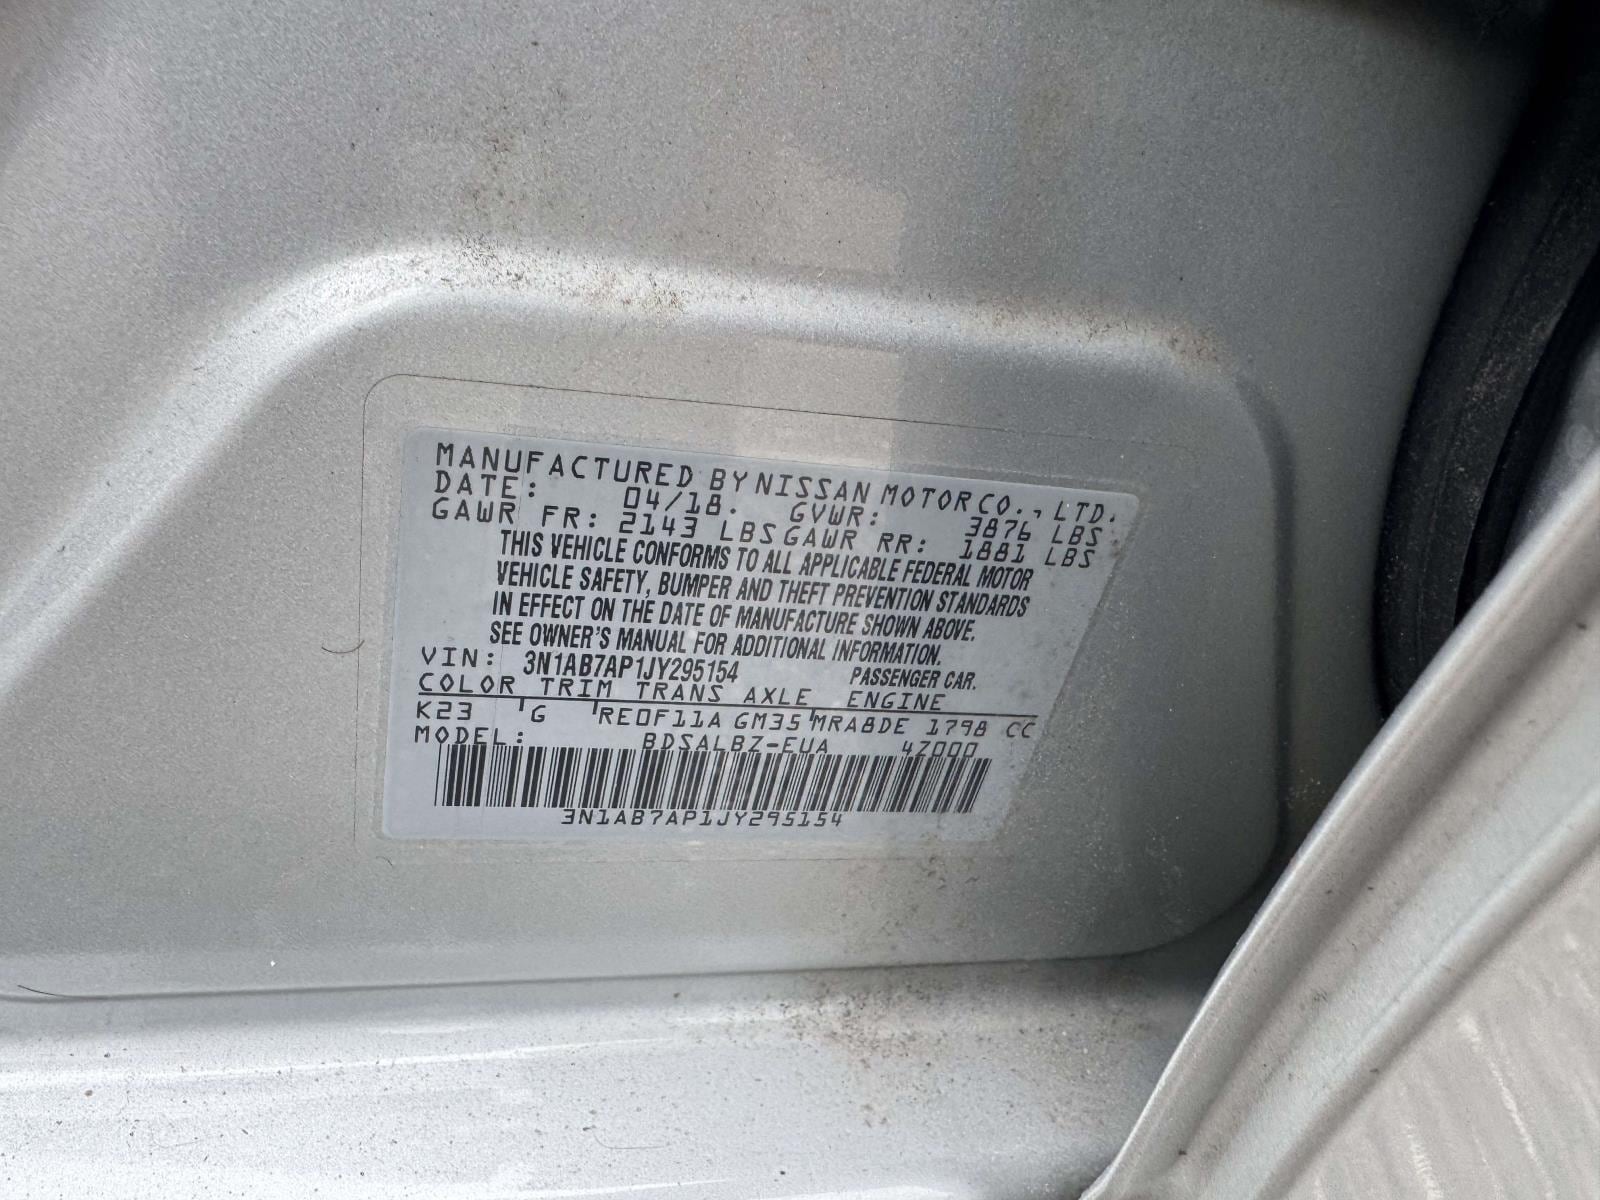 MANUFACTURED BY NISSAN MOTOR CO., LTD.
DATE: 04/18. GVWR: 3876 LBS
GAWR FR: 2143 LBS GAWR RR: 1881 LBS
THIS VEHICLE CONFORMS TO ALL APPLICABLE FEDERAL MOTOR
VEHICLE SAFETY, BUMPER AND THEFT PREVENTION STANDARDS
IN EFFECT ON THE DATE OF MANUFACTURE SHOWN ABOVE.
SEE OWNER'S MANUAL FOR ADDITIONAL INFORMATION.
VIN: 3N1AB7AP1JY295154 PASSENGER CAR.
COLOR TRIM TRANS AXLE ENGINE
K23 G RE0F11A GM35 MRA8DE 1798 CC
MODEL: BDSALBZ-EUA 4Z000
3N1AB7AP1JY295154